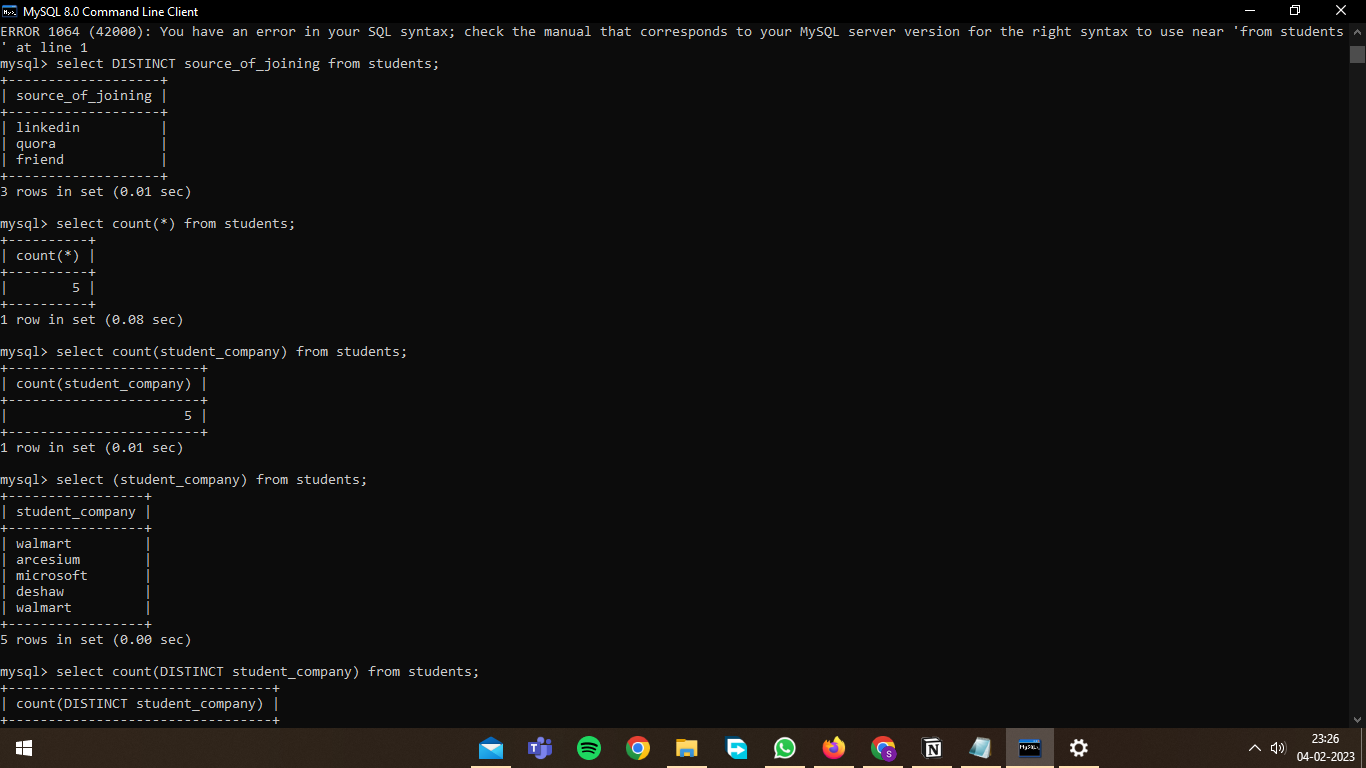 MySQL 8.0 Command Line Client
ERROR 1064 (42000): You have an error in your SQL syntax; check the manual that corresponds to your MySQL server version for the right syntax to use near 'from students
' at line 1
mysql> select DISTINCT source_of_joining from students;
+-------------------+
| source_of_joining |
+-------------------+
| linkedin          |
| quora             |
| friend            |
+-------------------+
3 rows in set (0.01 sec)
mysql> select count(*) from students;
+----------+
| count(*) |
+----------+
|        5 |
+----------+
1 row in set (0.08 sec)
mysql> select count(student_company) from students;
+------------------------+
| count(student_company) |
+------------------------+
|                      5 |
+------------------------+
1 row in set (0.01 sec)
mysql> select (student_company) from students;
+-----------------+
| student_company |
+-----------------+
| walmart         |
| arcesium        |
| microsoft       |
| deshaw          |
| walmart         |
+-----------------+
5 rows in set (0.00 sec)
mysql> select count(DISTINCT student_company) from students;
+---------------------------------+
| count(DISTINCT student_company) |
+---------------------------------+
23:26
04-02-2023